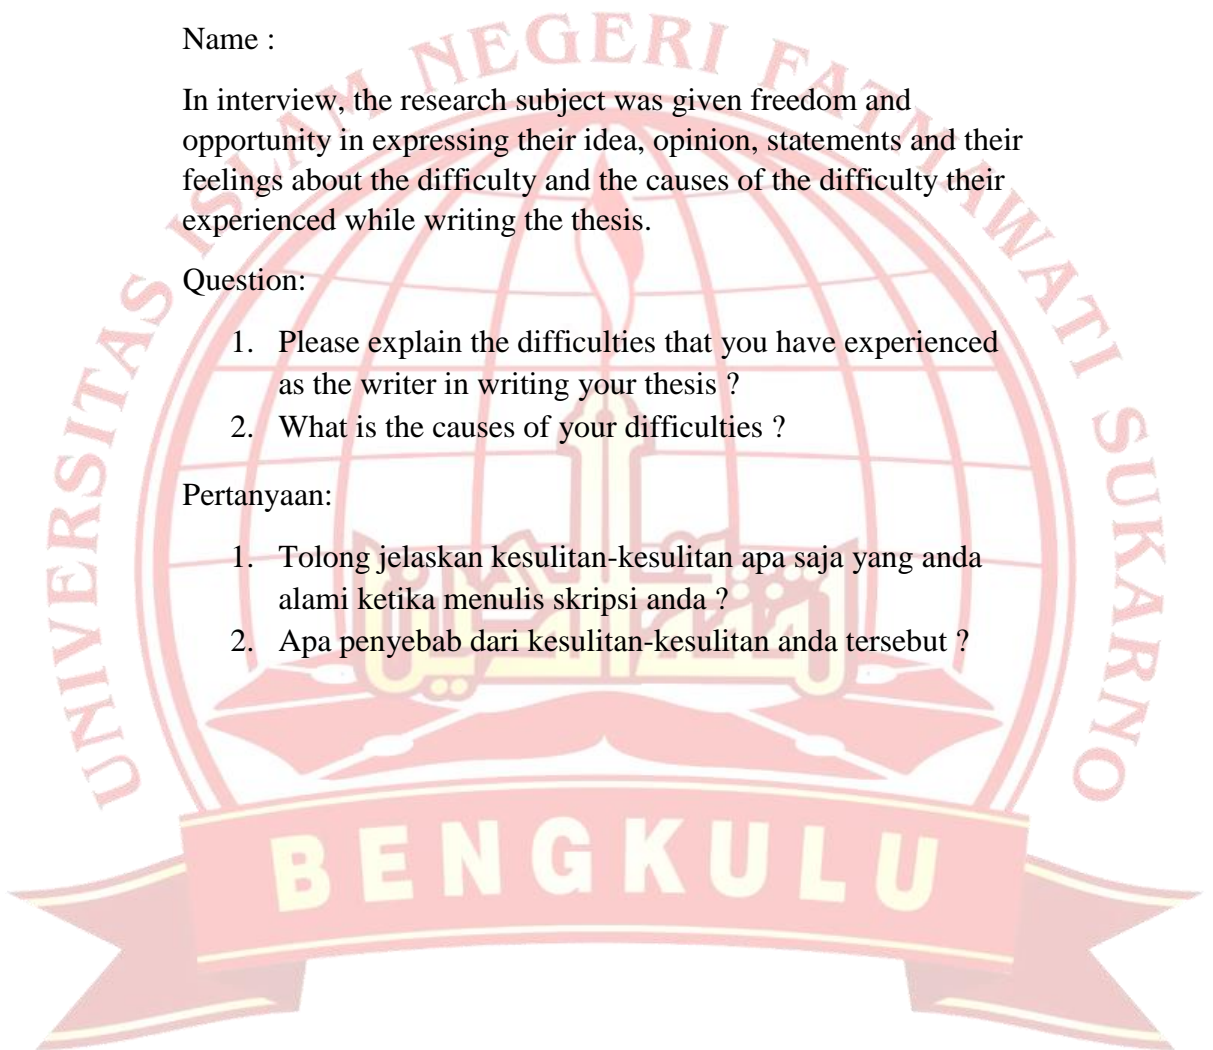 UNIVERSITAS ISLAM NEGERI FATMAWATI SUKARNO
Name :
In interview, the research subject was given freedom and
opportunity in expressing their idea, opinion, statements and their
feelings about the difficulty and the causes of the difficulty their
experienced while writing the thesis.
Question:
1. Please explain the difficulties that you have experienced
as the writer in writing your thesis ?
2. What is the causes of your difficulties ?
Pertanyaan:
1. Tolong jelaskan kesulitan-kesulitan apa saja yang anda
alami ketika menulis skripsi anda ?
2. Apa penyebab dari kesulitan-kesulitan anda tersebut ?
BENGKULU